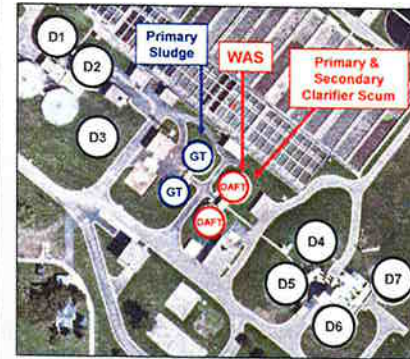 D1
D2
Primary
Sludge
WAS
Primary &
Secondary
Clarifier Scum
D3
GT
GT
DAFT
DAFT
D4
D5
D7
D6